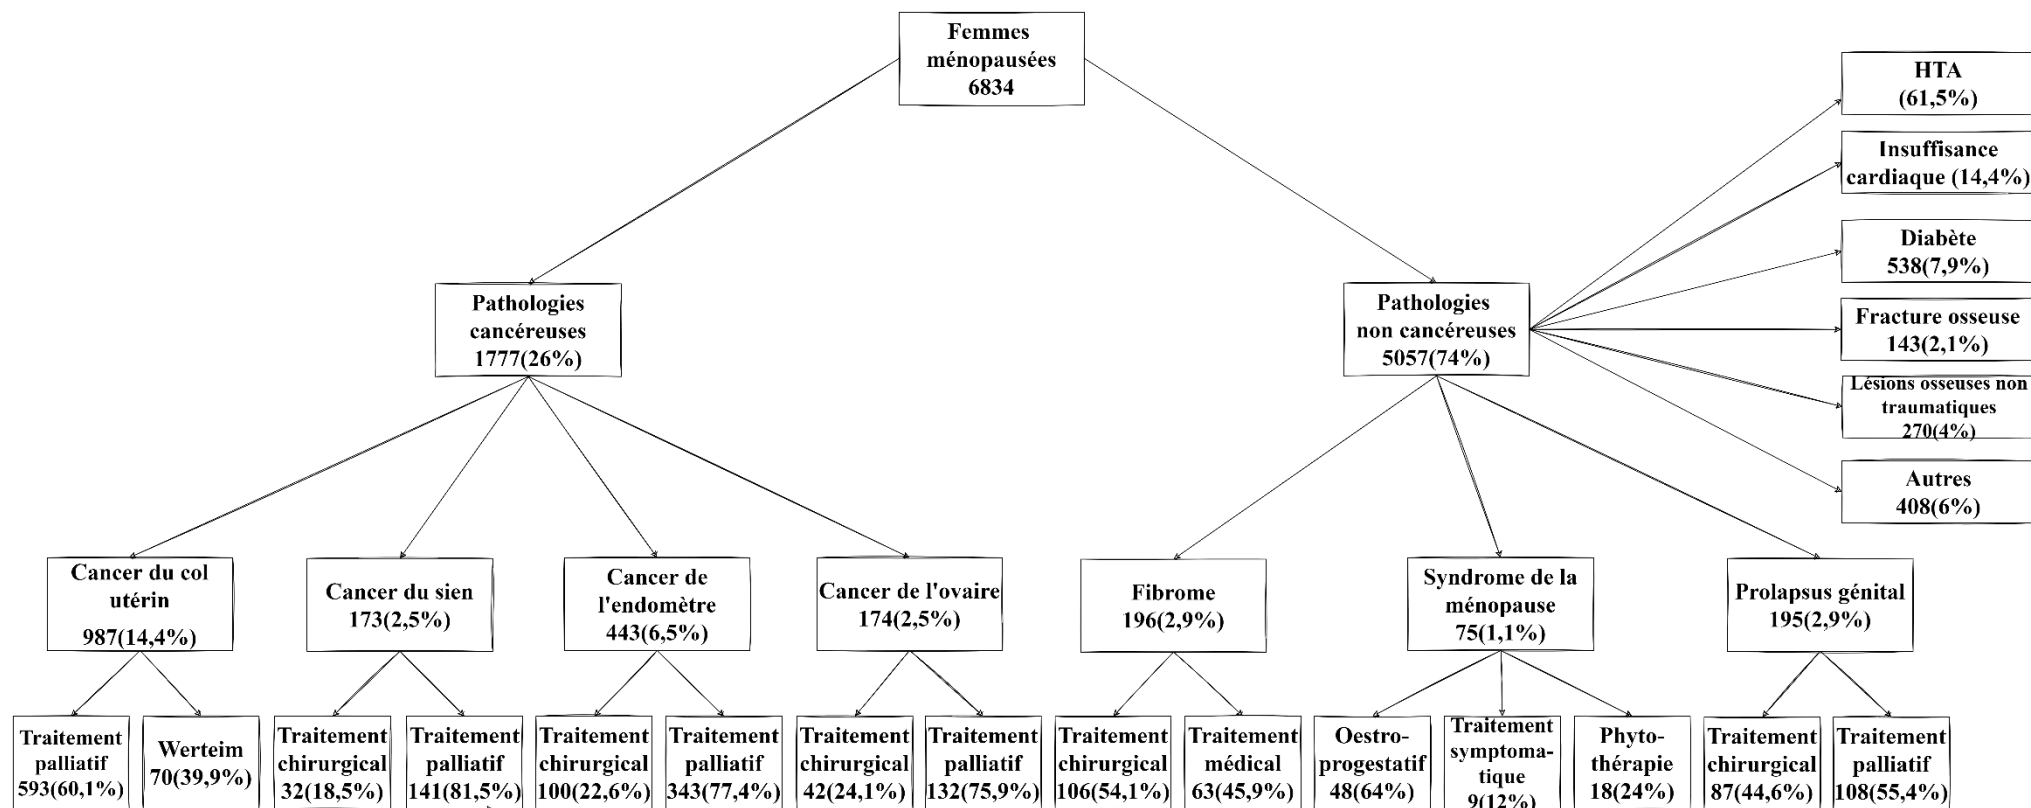 Femmes
ménopausées
6834
HTA
(61,5%)
Insuffisance
cardiaque (14,4%)
Diabète
538(7,9%)
Fracture osseuse
143(2,1%)
Lésions osseuses non
traumatiques
270(4%)
Autres
408(6%)
Pathologies
cancéreuses
1777(26%)
Pathologies
non cancéreuses
5057(74%)
Cancer du col
utérin
987(14,4%)
Cancer du sien
173(2,5%)
Cancer de
l'endomètre
443(6,5%)
Cancer de l'ovaire
174(2,5%)
Fibrome
196(2,9%)
Syndrome de la
ménopause
75(1,1%)
Prolapsus génital
195(2,9%)
Traitement
palliatif
593(60,1%)
Werteim
70(39,9%)
Traitement
chirurgical
32(18,5%)
Traitement
palliatif
141(81,5%)
Traitement
chirurgical
100(22,6%)
Traitement
palliatif
343(77,4%)
Traitement
chirurgical
42(24,1%)
Traitement
palliatif
132(75,9%)
Traitement
chirurgical
106(54,1%)
Traitement
médical
63(45,9%)
Oestro-
progestatif
48(64%)
Traitement
symptoma-
tique
9(12%)
Phyto-
thérapie
18(24%)
Traitement
chirurgical
87(44,6%)
Traitement
palliatif
108(55,4%)